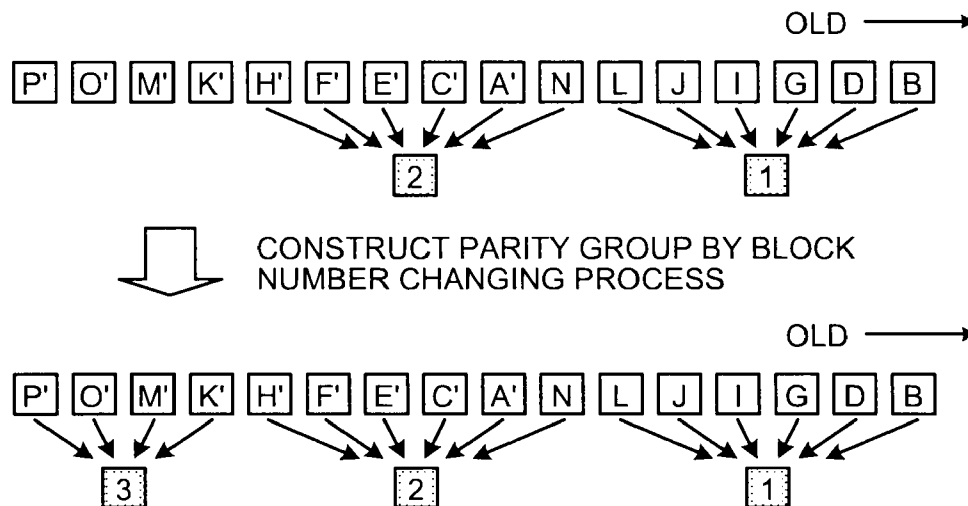 OLD
P' O' M' K' H' F' E' C' A' N L J I G D B
2 1
CONSTRUCT PARITY GROUP BY BLOCK
NUMBER CHANGING PROCESS
OLD
P' O' M' K' H' F' E' C' A' N L J I G D B
3 2 1